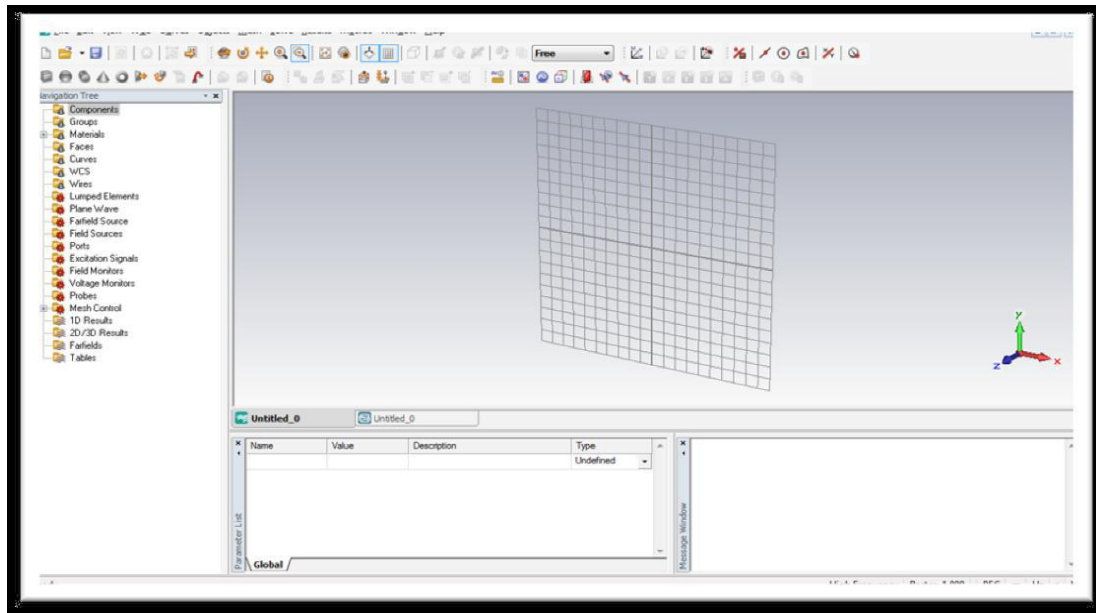 Free
Navigation Tree
Components
Groups
Materials
Faces
Curves
WCS
Wires
Lumped Elements
Plane Wave
Farfield Source
Field Sources
Ports
Excitation Signals
Field Monitors
Voltage Monitors
Probes
Mesh Control
1D Results
2D/3D Results
Farfields
Tables
y
z
x
Untitled_0
Untitled_0
Name Value Description Type
Undefined
Parameter List
Global
Message Window